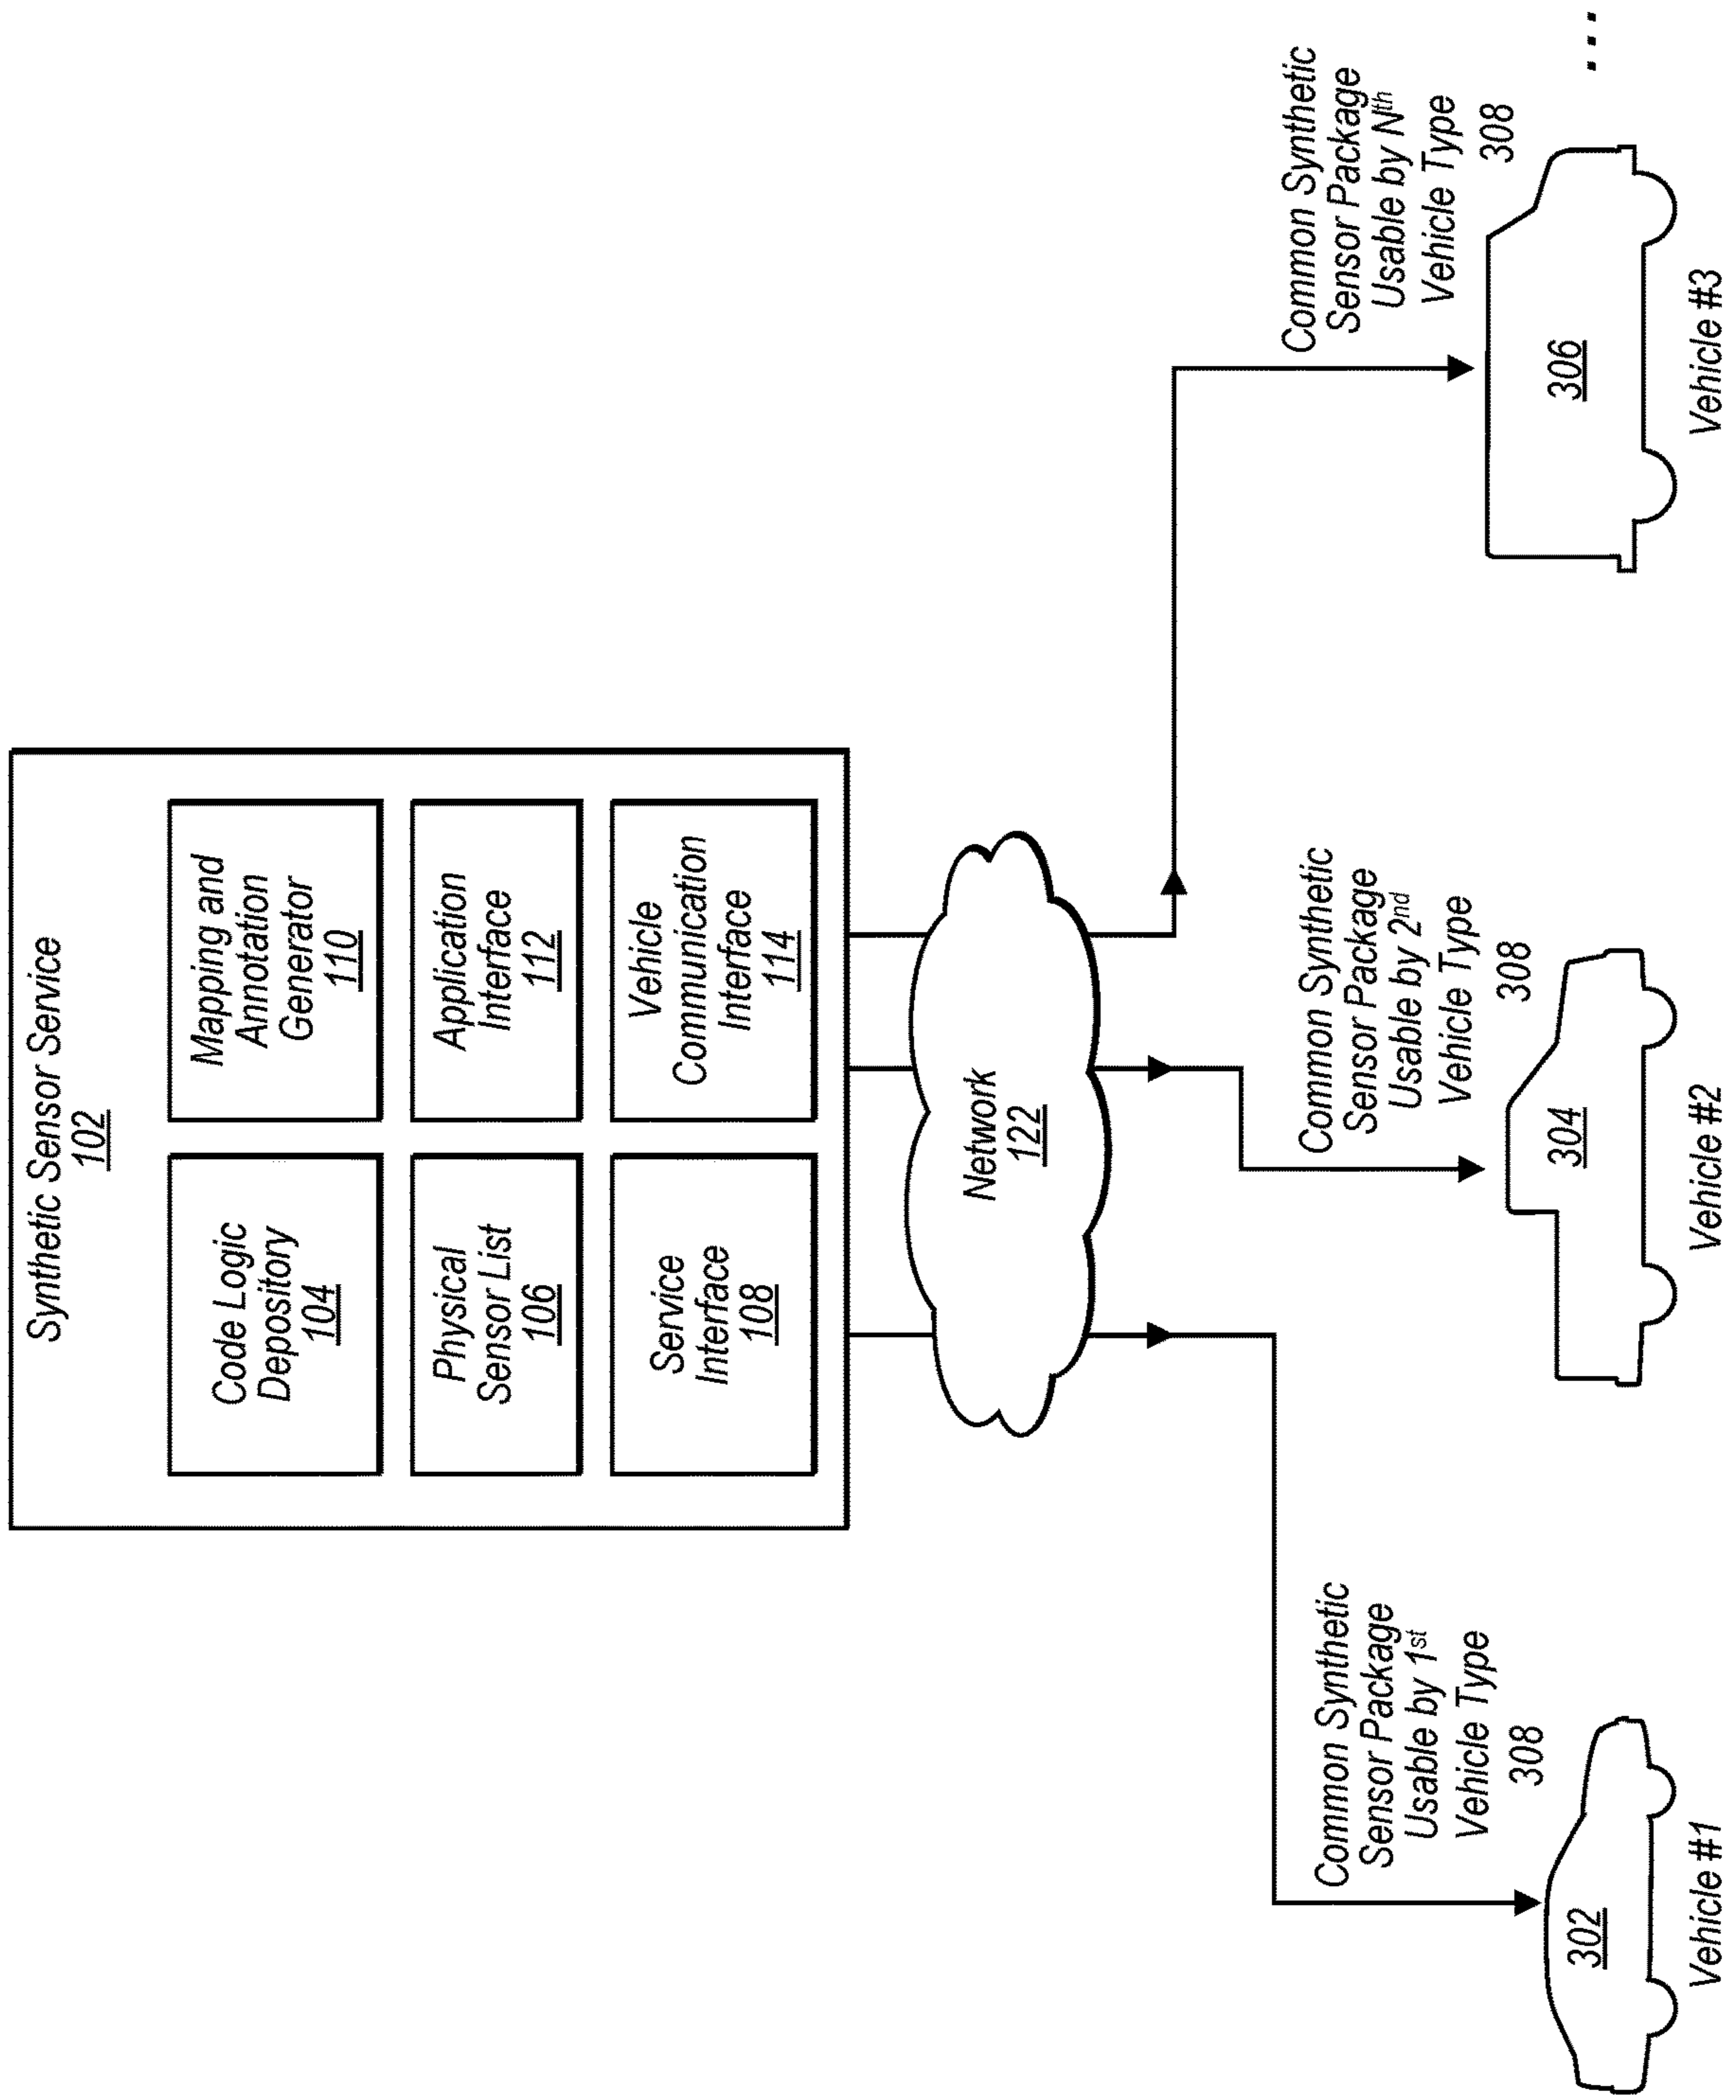 Synthetic Sensor Service
102
Code Logic
Depository
104
Mapping and
Annotation
Generator
110
Physical
Sensor List
106
Application
Interface
112
Service
Interface
108
Vehicle
Communication
Interface
114
Network
122
Common Synthetic
Sensor Package
Usable by 1st
Vehicle Type
308
Common Synthetic
Sensor Package
Usable by 2nd
Vehicle Type
308
Common Synthetic
Sensor Package
Usable by Nth
Vehicle Type
308
302
304
306
...
Vehicle #1
Vehicle #2
Vehicle #3